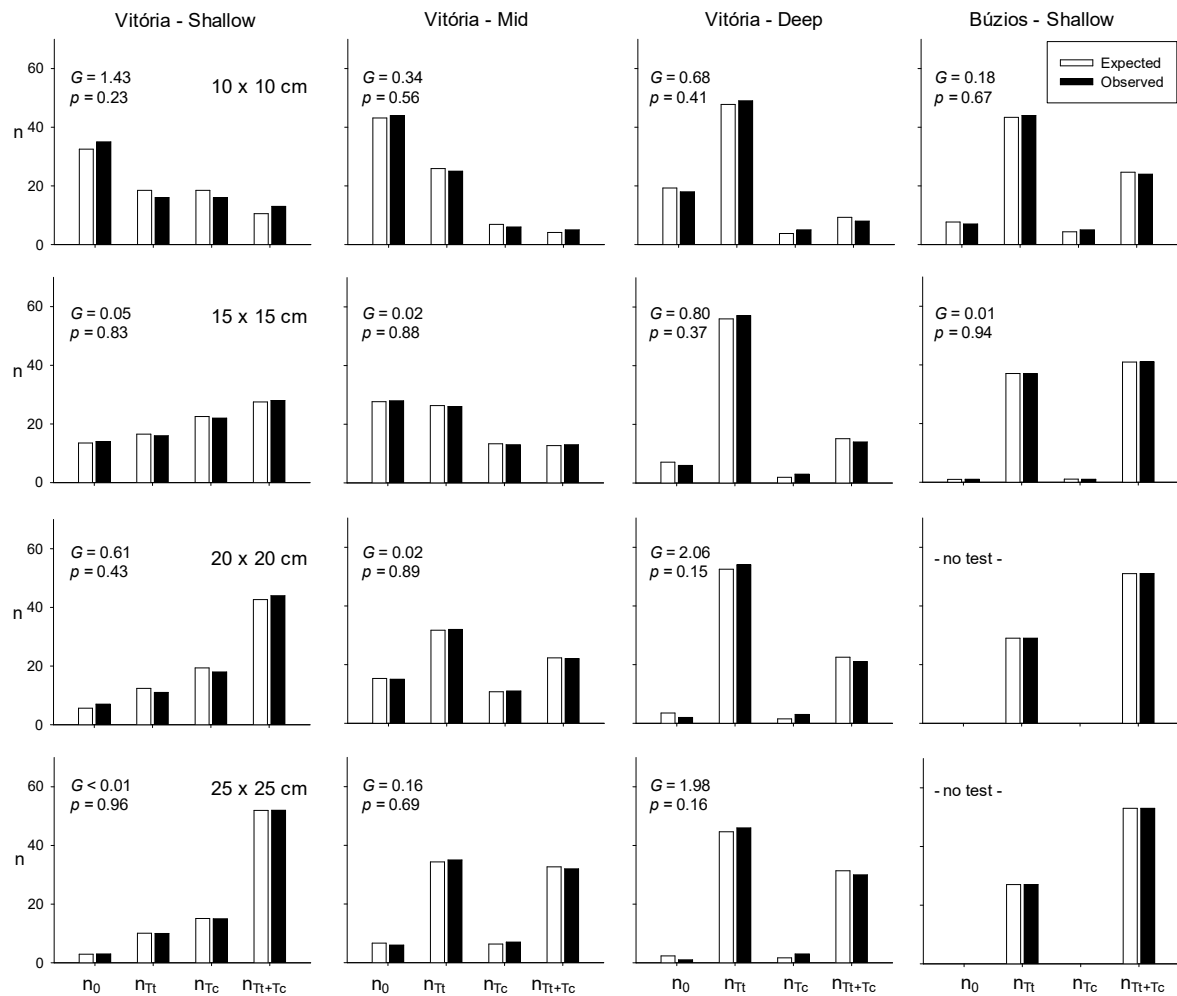 Vitória - Shallow
Vitória - Mid
Vitória - Deep
Búzios - Shallow
Expected
Observed
60
40
20
0
n
G = 1.43
p = 0.23
10 x 10 cm
G = 0.34
p = 0.56
G = 0.68
p = 0.41
G = 0.18
p = 0.67
60
40
20
0
n
G = 0.05
p = 0.83
15 x 15 cm
G = 0.02
p = 0.88
G = 0.80
p = 0.37
G = 0.01
p = 0.94
60
40
20
0
n
G = 0.61
p = 0.43
20 x 20 cm
G = 0.02
p = 0.89
G = 2.06
p = 0.15
- no test -
60
40
20
0
n
G < 0.01
p = 0.96
25 x 25 cm
G = 0.16
p = 0.69
G = 1.98
p = 0.16
- no test -
n0 nTt nTc nTt+Tc
n0 nTt nTc nTt+Tc
n0 nTt nTc nTt+Tc
n0 nTt nTc nTt+Tc